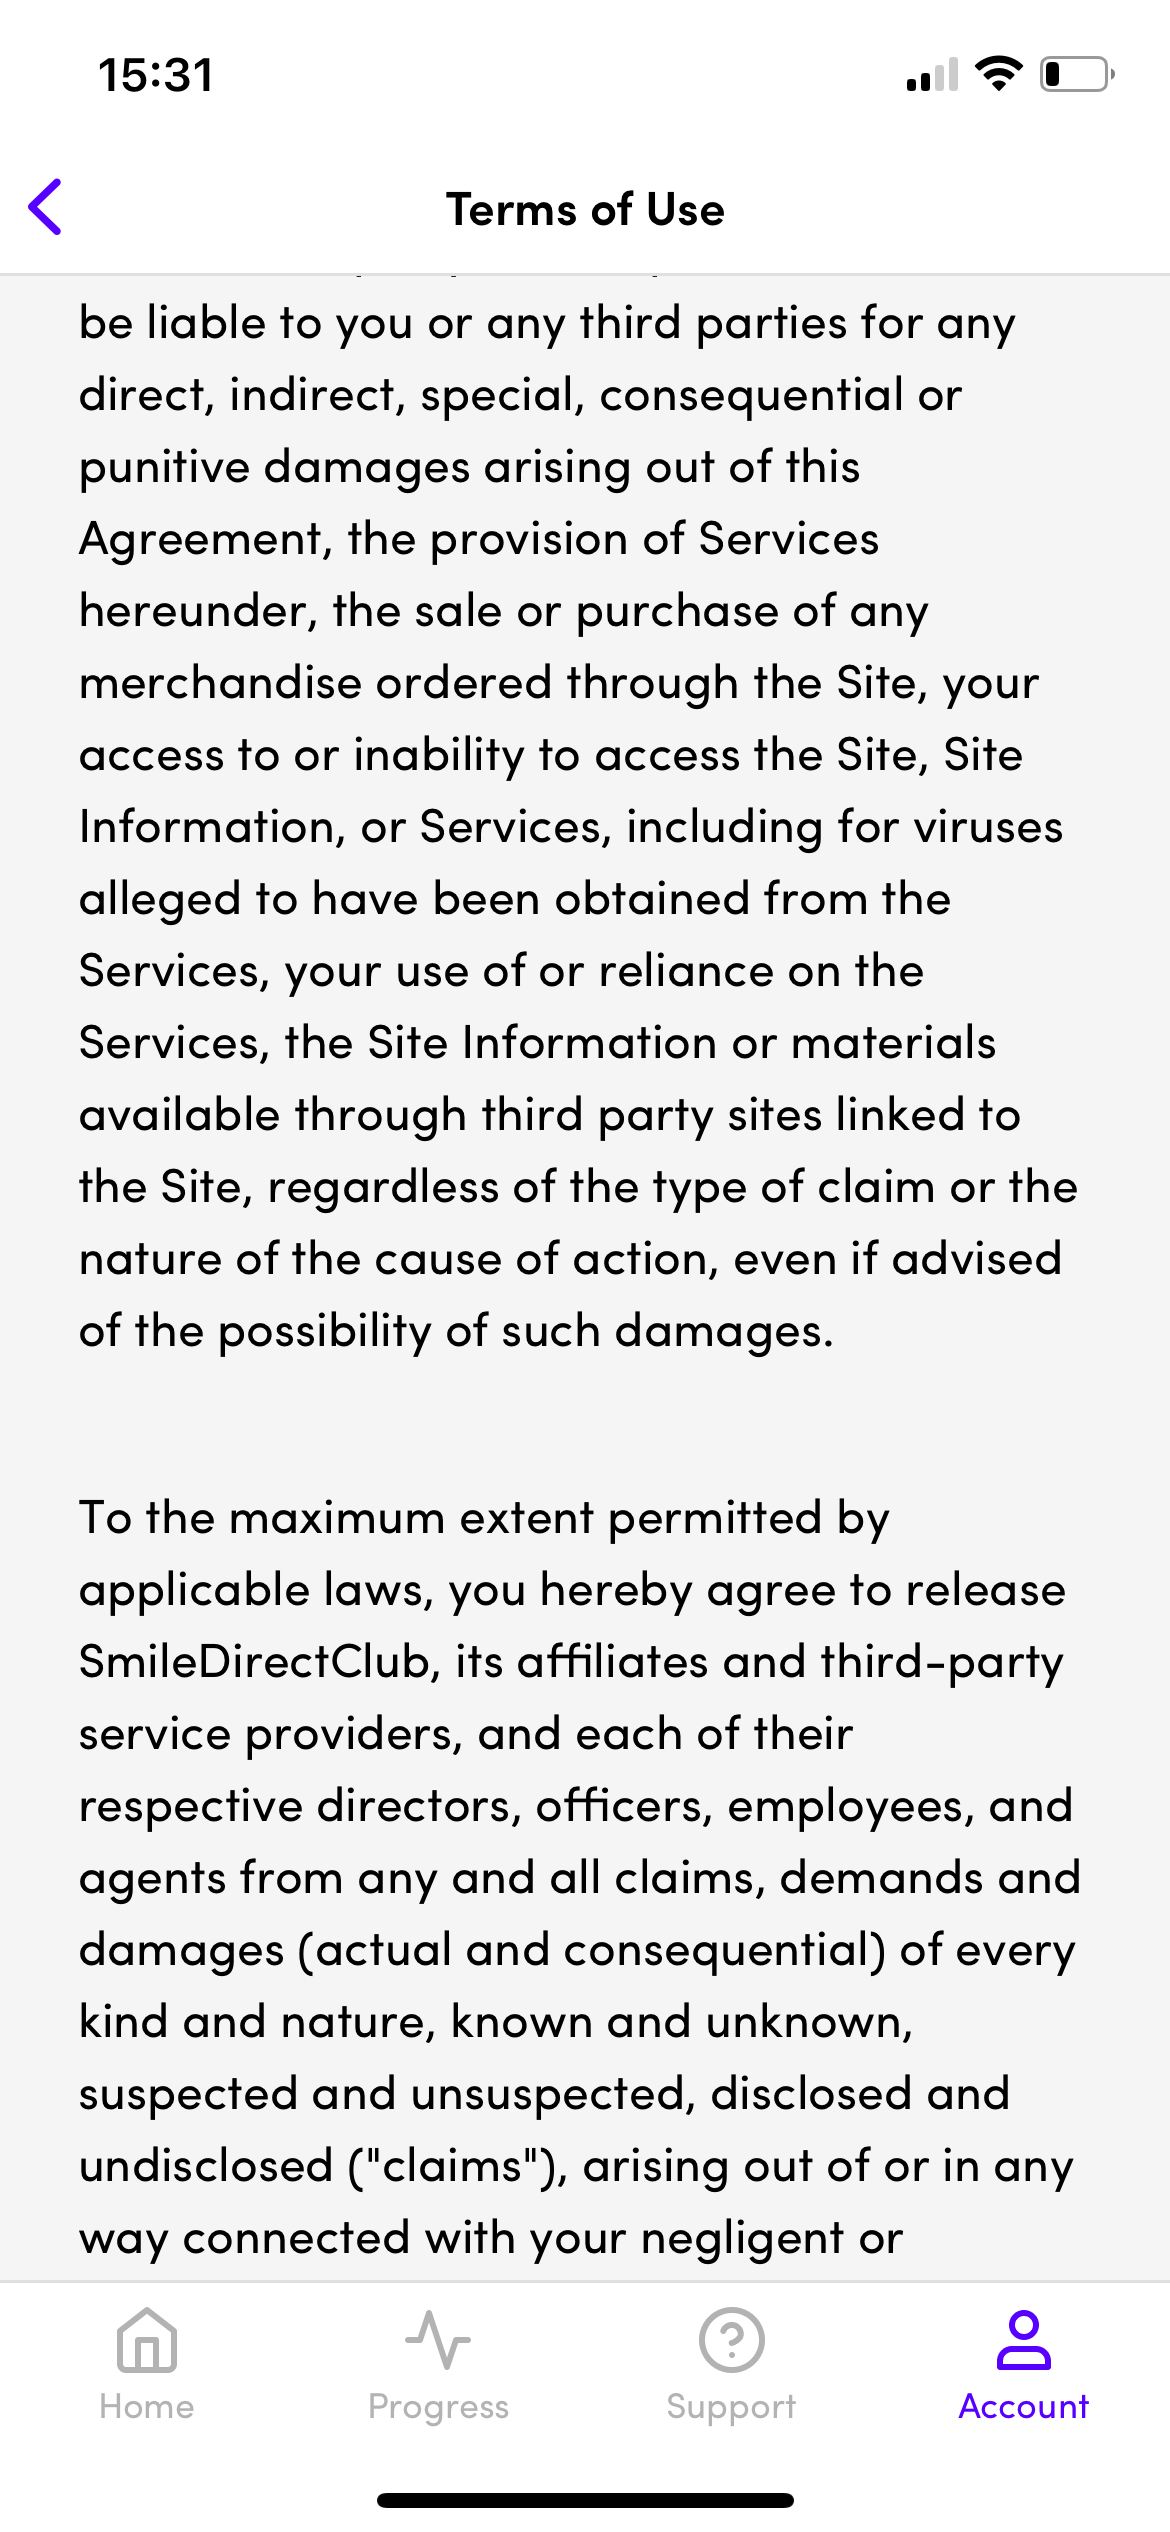 15:31
Terms of Use
be liable to you or any third parties for any
direct, indirect, special, consequential or
punitive damages arising out of this
Agreement, the provision of Services
hereunder, the sale or purchase of any
merchandise ordered through the Site, your
access to or inability to access the Site, Site
Information, or Services, including for viruses
alleged to have been obtained from the
Services, your use of or reliance on the
Services, the Site Information or materials
available through third party sites linked to
the Site, regardless of the type of claim or the
nature of the cause of action, even if advised
of the possibility of such damages.
To the maximum extent permitted by
applicable laws, you hereby agree to release
SmileDirectClub, its affiliates and third-party
service providers, and each of their
respective directors, officers, employees, and
agents from any and all claims, demands and
damages (actual and consequential) of every
kind and nature, known and unknown,
suspected and unsuspected, disclosed and
undisclosed ("claims"), arising out of or in any
way connected with your negligent or
Home Progress Support Account